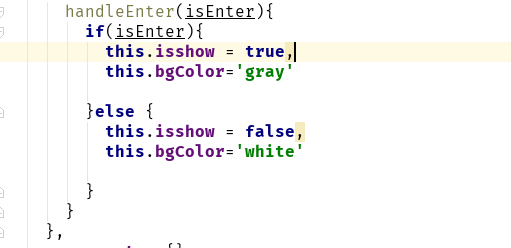 handleEnter(isEnter){
if(isEnter){
this.isshow = true,
this.bgColor='gray'
}else {
this.isshow = false,
this.bgColor='white'
}
}
},